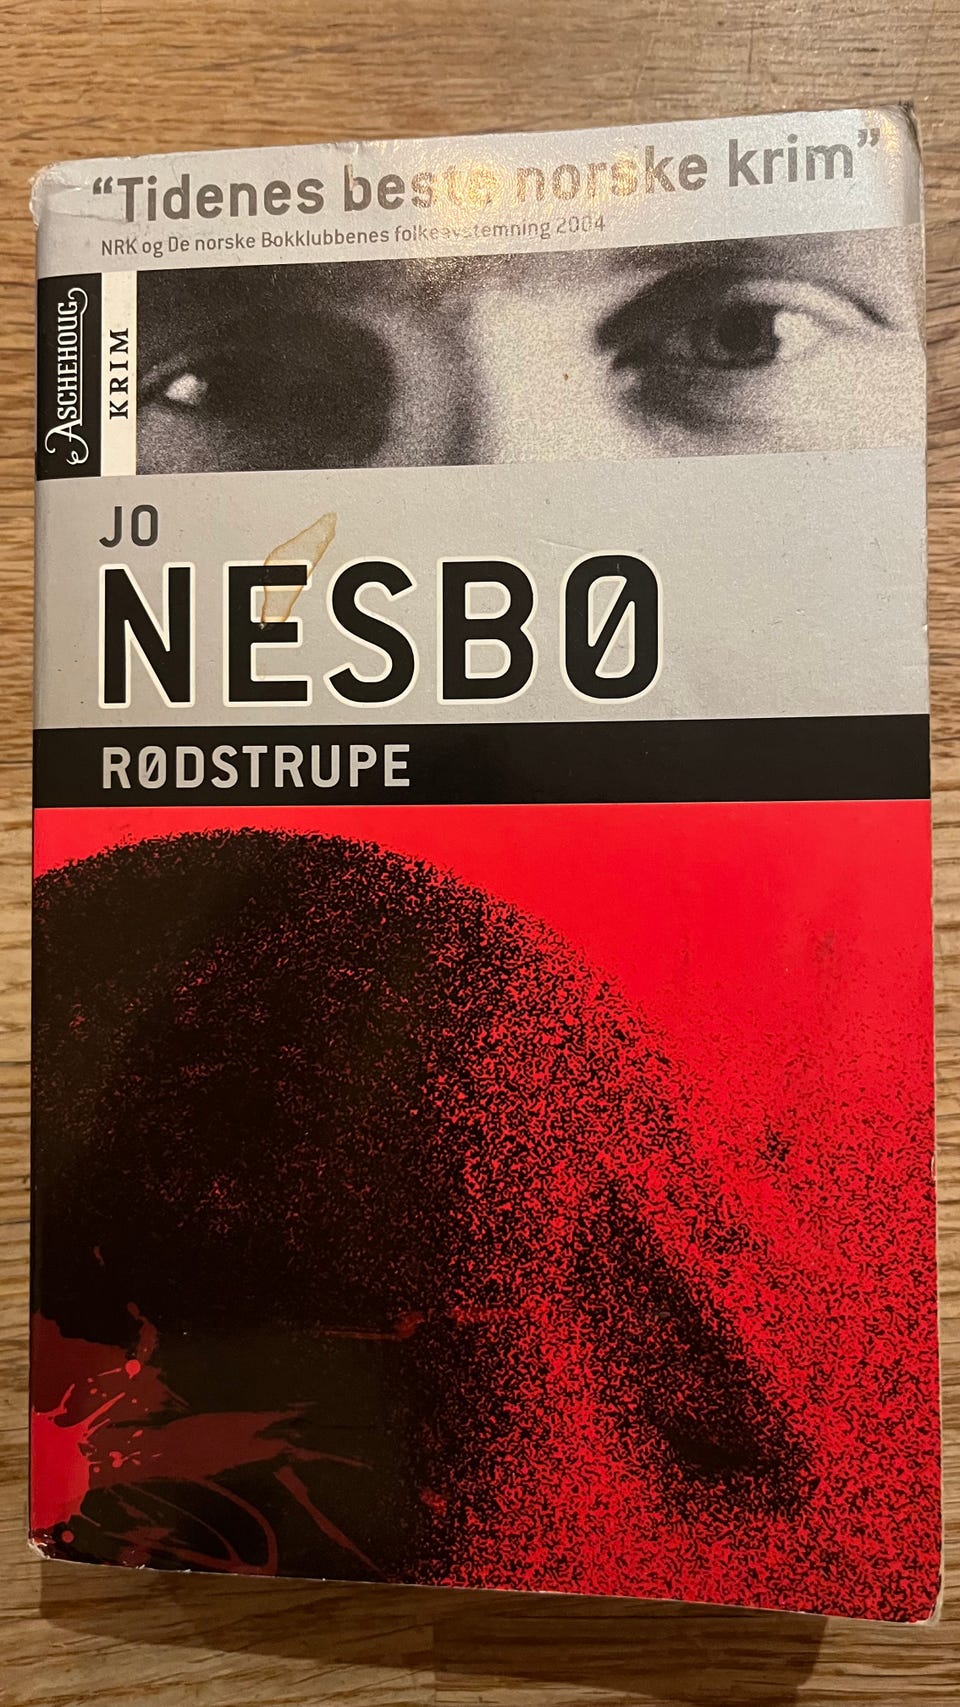 “Tidenes beste norske krim”
NRK og De norske Bokklubbenes folkeavstemning 2004
ASCHEHOUG
KRIM
JO
NESBØ
RØDSTRUPE